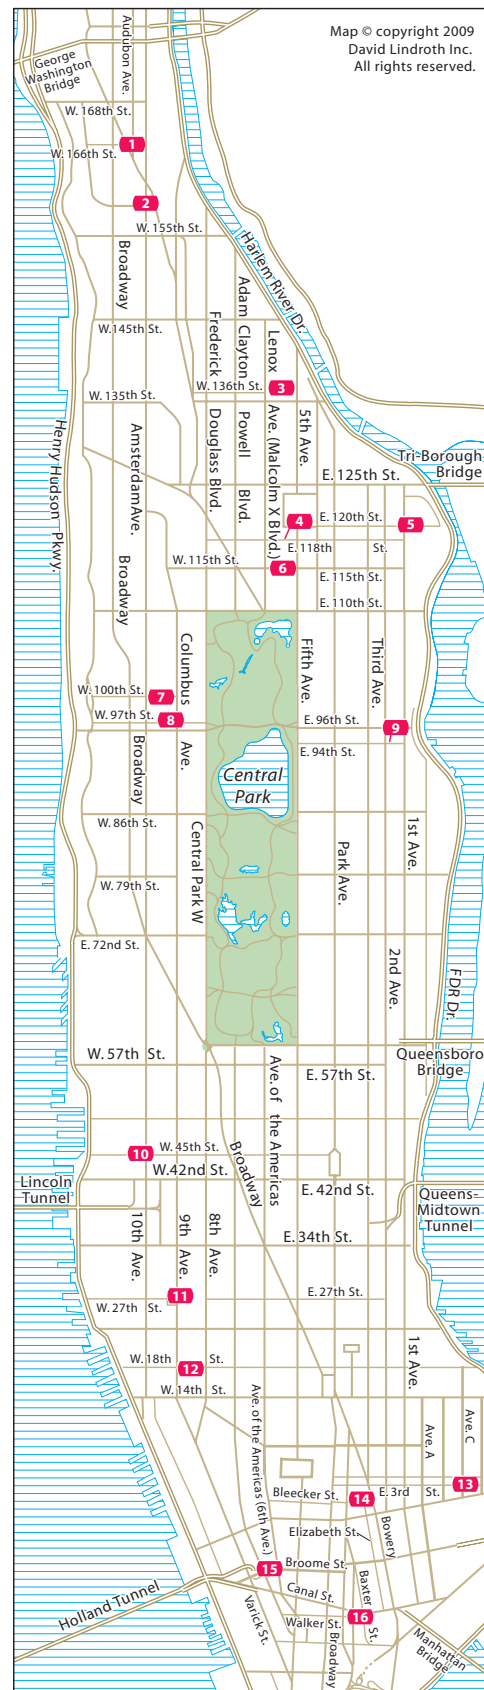 Map © copyright 2009
David Lindroth Inc.
All rights reserved.
Audubon Ave.
George
Washington
Bridge
W. 168th St.
1
W. 166th St.
2
W. 155th St.
Harlem River Dr.
Broadway
Adam Clayton Powell Blvd.
Frederick Douglass Blvd.
W. 145th St.
Lenox Ave. (Malcolm X Blvd.)
W. 136th St.
3
W. 135th St.
5th Ave.
Henry Hudson Pkwy.
Amsterdam Ave.
Tri-Borough
Bridge
E. 125th St.
4
E. 120th St.
5
E. 118th St.
W. 115th St.
6
Broadway
E. 115th St.
E. 110th St.
Columbus Ave.
Fifth Ave.
Third Ave.
W. 100th St.
7
W. 97th St.
8
E. 96th St.
9
Broadway
E. 94th St.
Central
Park
W. 86th St.
Central Park W
1st Ave.
Park Ave.
W. 79th St.
E. 72nd St.
2nd Ave.
FDR Dr.
W. 57th St.
Queensboro
Bridge
E. 57th St.
Ave. of the Americas
Broadway
10
W. 45th St.
W. 42nd St.
Lincoln
Tunnel
E. 42nd St.
Queens-
Midtown
Tunnel
10th Ave.
9th Ave.
8th Ave.
E. 34th St.
11
E. 27th St.
W. 27th St.
1st Ave.
W. 18th St.
12
W. 14th St.
Ave. of the Americas (6th Ave.)
Ave. A
Ave. C
13
Bleecker St.
14
E. 3rd St.
Elizabeth St.
Bowery
15
Broome St.
Holland Tunnel
Canal St.
Baxter St.
Varick St.
16
Walker St.
Broadway
Manhattan
Bridge